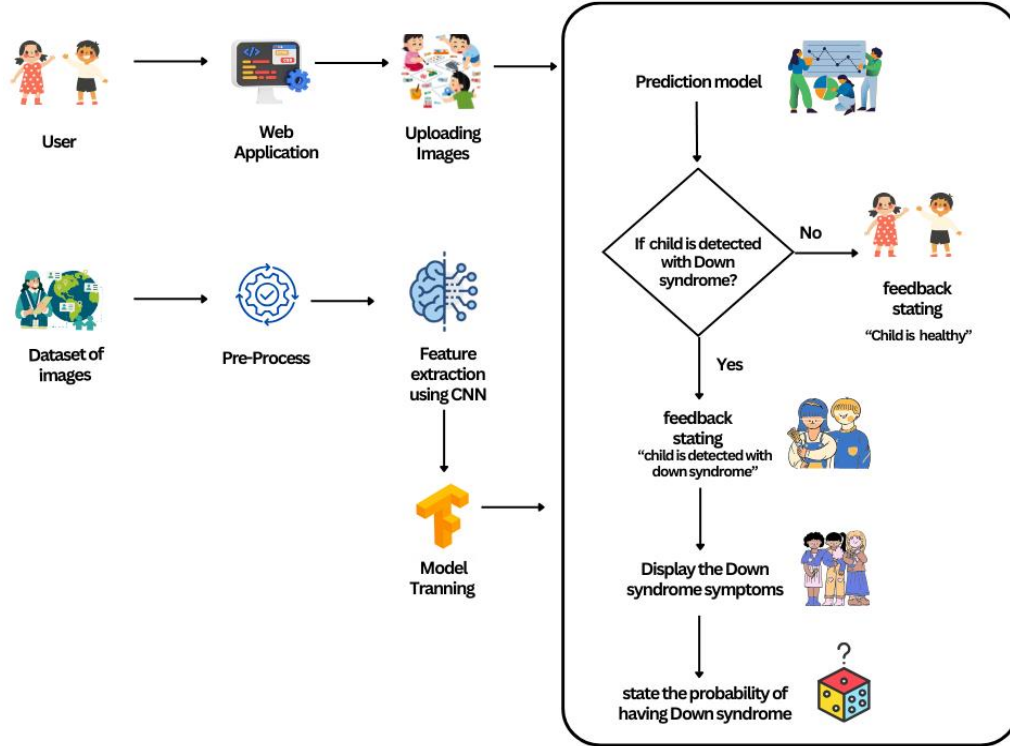 User
Web
Application
Uploading
Images
Prediction model
If child is detected
with Down
syndrome?
No
feedback
stating
“Child is healthy”
Yes
feedback
stating
“child is detected with
down syndrome”
Display the Down
syndrome symptoms
state the probability of
having Down syndrome
?
Dataset of
images
Pre-Process
Feature
extraction
using CNN
Model
Tranning